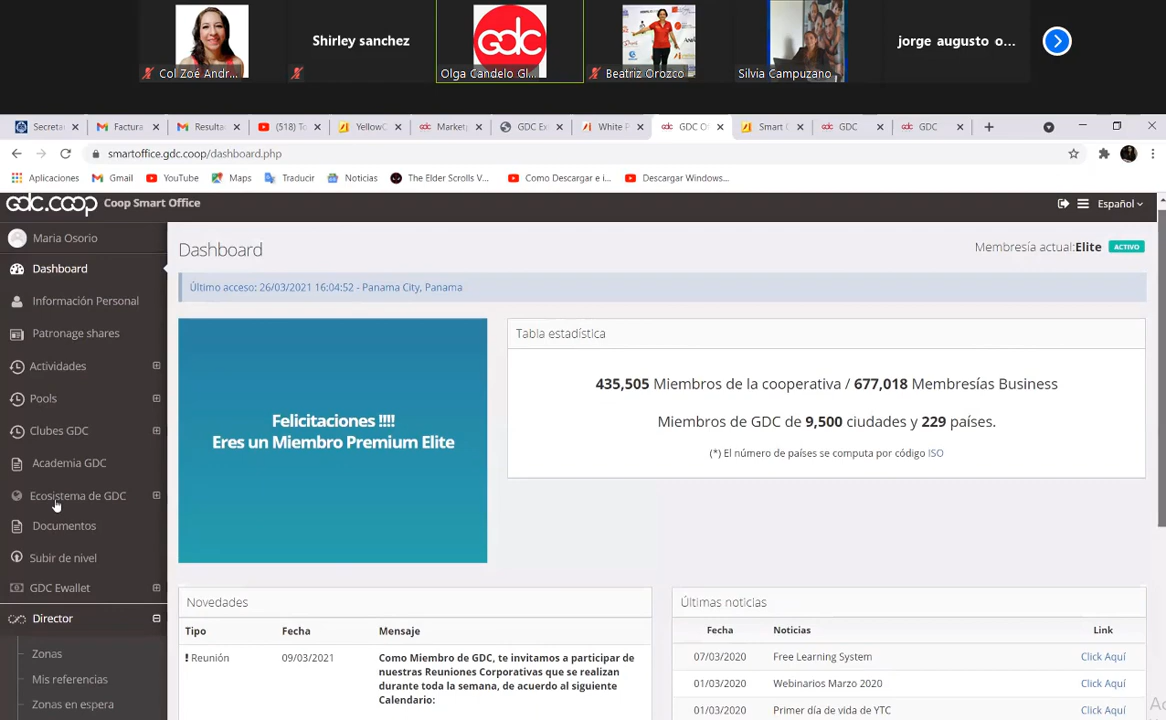 gdc
Shirley sanchez
jorge augusto o...
Col Zoé Andr...
Olga Candelo Gl...
Beatriz Orozco
Silvia Campuzano
Secreta
Factura
Resulta
(518) To
YellowC
Market
GDC Ex
White P
GDC O
Smart
GDC
GDC
smartoffice.gdc.coop/dashboard.php
Aplicaciones
Gmail
YouTube
Maps
Traducir
Noticias
The Elder Scrolls V...
Como Descargar e i...
Descargar Windows...
gdc.coop Coop Smart Office
Español
Maria Osorio
Dashboard
Información Personal
Patronage shares
Actividades
Pools
Clubes GDC
Academia GDC
Ecosistema de GDC
Documentos
Subir de nivel
GDC Ewallet
Director
Zonas
Mis referencias
Zonas en espera
Dashboard
Membresía actual:Elite ACTIVO
Último acceso: 26/03/2021 16:04:52 - Panama City, Panama
Felicitaciones !!!!
Eres un Miembro Premium Elite
Tabla estadística
435,505 Miembros de la cooperativa / 677,018 Membresías Business
Miembros de GDC de 9,500 ciudades y 229 países.
(*) El número de países se computa por código ISO
Novedades
Tipo Fecha Mensaje
! Reunión 09/03/2021 Como Miembro de GDC, te invitamos a participar de
nuestras Reuniones Corporativas que se realizan
durante toda la semana, de acuerdo al siguiente
Calendario:
Últimas noticias
Fecha Noticias Link
07/03/2020 Free Learning System Click Aquí
01/03/2020 Webinarios Marzo 2020 Click Aquí
01/03/2020 Primer día de vida de YTC Click Aquí